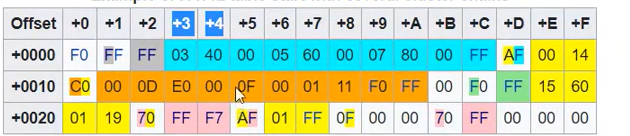 Offset +0 +1 +2 +3 +4 +5 +6 +7 +8 +9 +A +B +C +D +E +F
+0000 F0 FF FF 03 40 00 05 60 00 07 80 00 FF AF 00 14
+0010 C0 00 0D E0 00 0F 00 01 11 F0 FF 00 F0 FF 15 60
+0020 01 19 70 FF F7 AF 01 FF 0F 00 00 70 FF 00 00 00